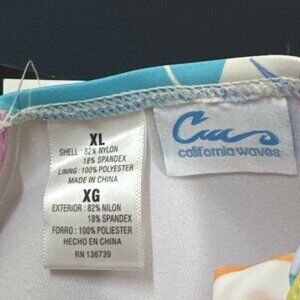 XL
SHELL : 82% NYLON
18% SPANDEX
LINING : 100% POLYESTER
MADE IN CHINA
XG
EXTERIOR : 82% NILON
18% SPANDEX
FORRO : 100% POLIESTER
HECHO EN CHINA
RN 136739
california waves